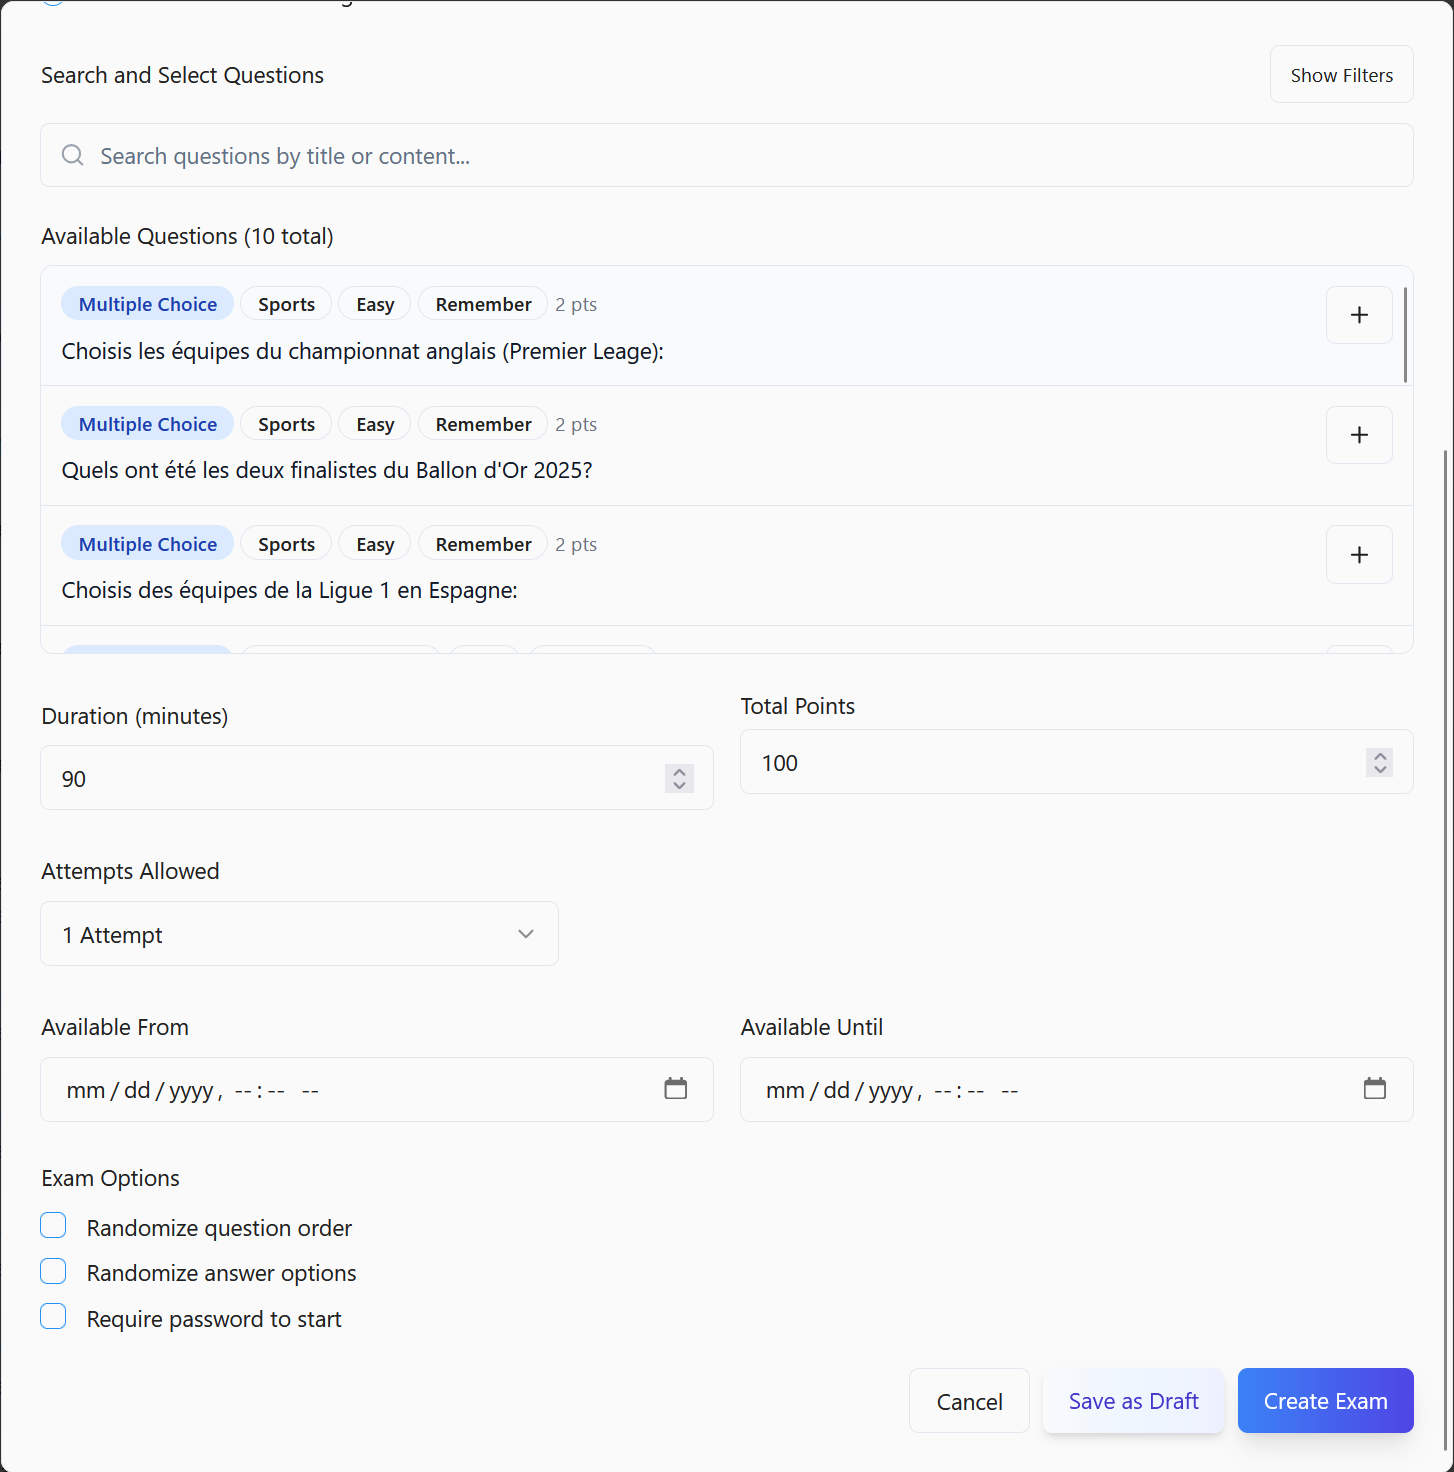 Search and Select Questions
Show Filters
Search questions by title or content...
Available Questions (10 total)
Multiple Choice Sports Easy Remember 2 pts
Choisis les équipes du championnat anglais (Premier Leage):
Multiple Choice Sports Easy Remember 2 pts
Quels ont été les deux finalistes du Ballon d'Or 2025?
Multiple Choice Sports Easy Remember 2 pts
Choisis des équipes de la Ligue 1 en Espagne:
Duration (minutes)
90
Total Points
100
Attempts Allowed
1 Attempt
Available From
mm/dd/yyyy, --:-- --
Available Until
mm/dd/yyyy, --:-- --
Exam Options
Randomize question order
Randomize answer options
Require password to start
Cancel
Save as Draft
Create Exam